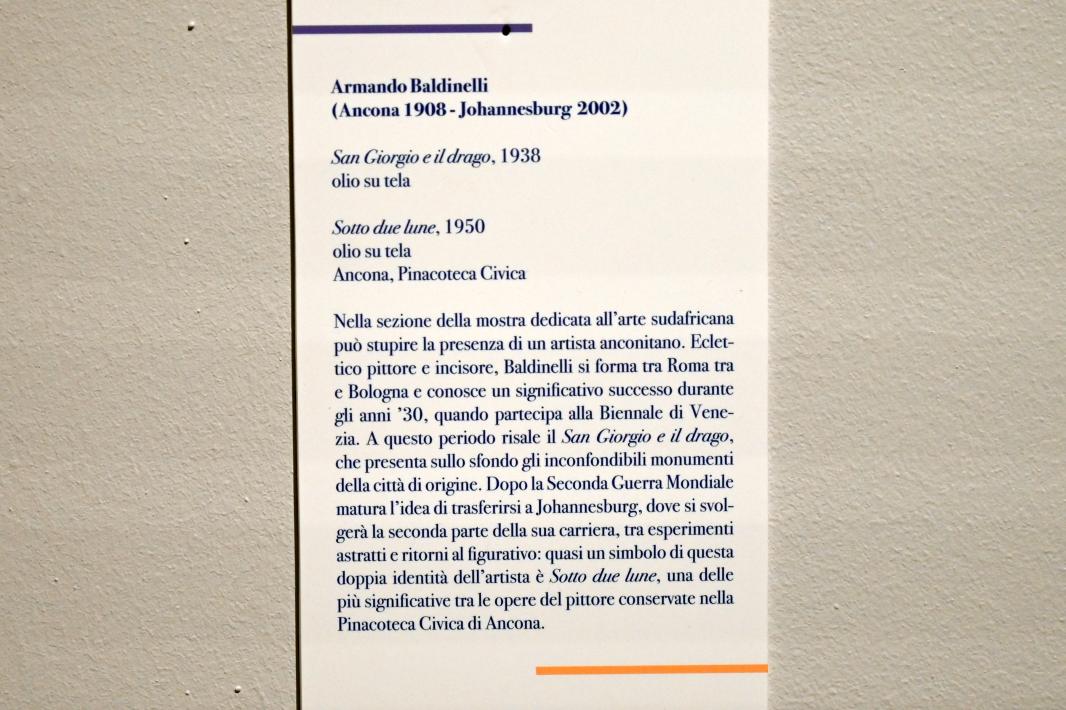 Armando Baldinelli
(Ancona 1908 - Johannesburg 2002)
San Giorgio e il drago, 1938
olio su tela
Sotto due lune, 1950
olio su tela
Ancona, Pinacoteca Civica
Nella sezione della mostra dedicata all'arte sudafricana
può stupire la presenza di un artista anconitano. Eclet-
tico pittore e incisore, Baldinelli si forma tra Roma tra
e Bologna e conosce un significativo successo durante
gli anni '30, quando partecipa alla Biennale di Vene-
zia. A questo periodo risale il San Giorgio e il drago,
che presenta sullo sfondo gli inconfondibili monumenti
della città di origine. Dopo la Seconda Guerra Mondiale
matura l'idea di trasferirsi a Johannesburg, dove si svol-
gerà la seconda parte della sua carriera, tra esperimenti
astratti e ritorni al figurativo: quasi un simbolo di questa
doppia identità dell'artista è Sotto due lune, una delle
più significative tra le opere del pittore conservate nella
Pinacoteca Civica di Ancona.